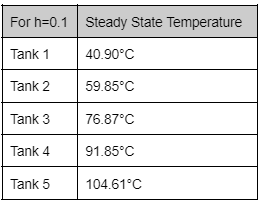 For h=0.1 Steady State Temperature
Tank 1 40.90°C
Tank 2 59.85°C
Tank 3 76.87°C
Tank 4 91.85°C
Tank 5 104.61°C